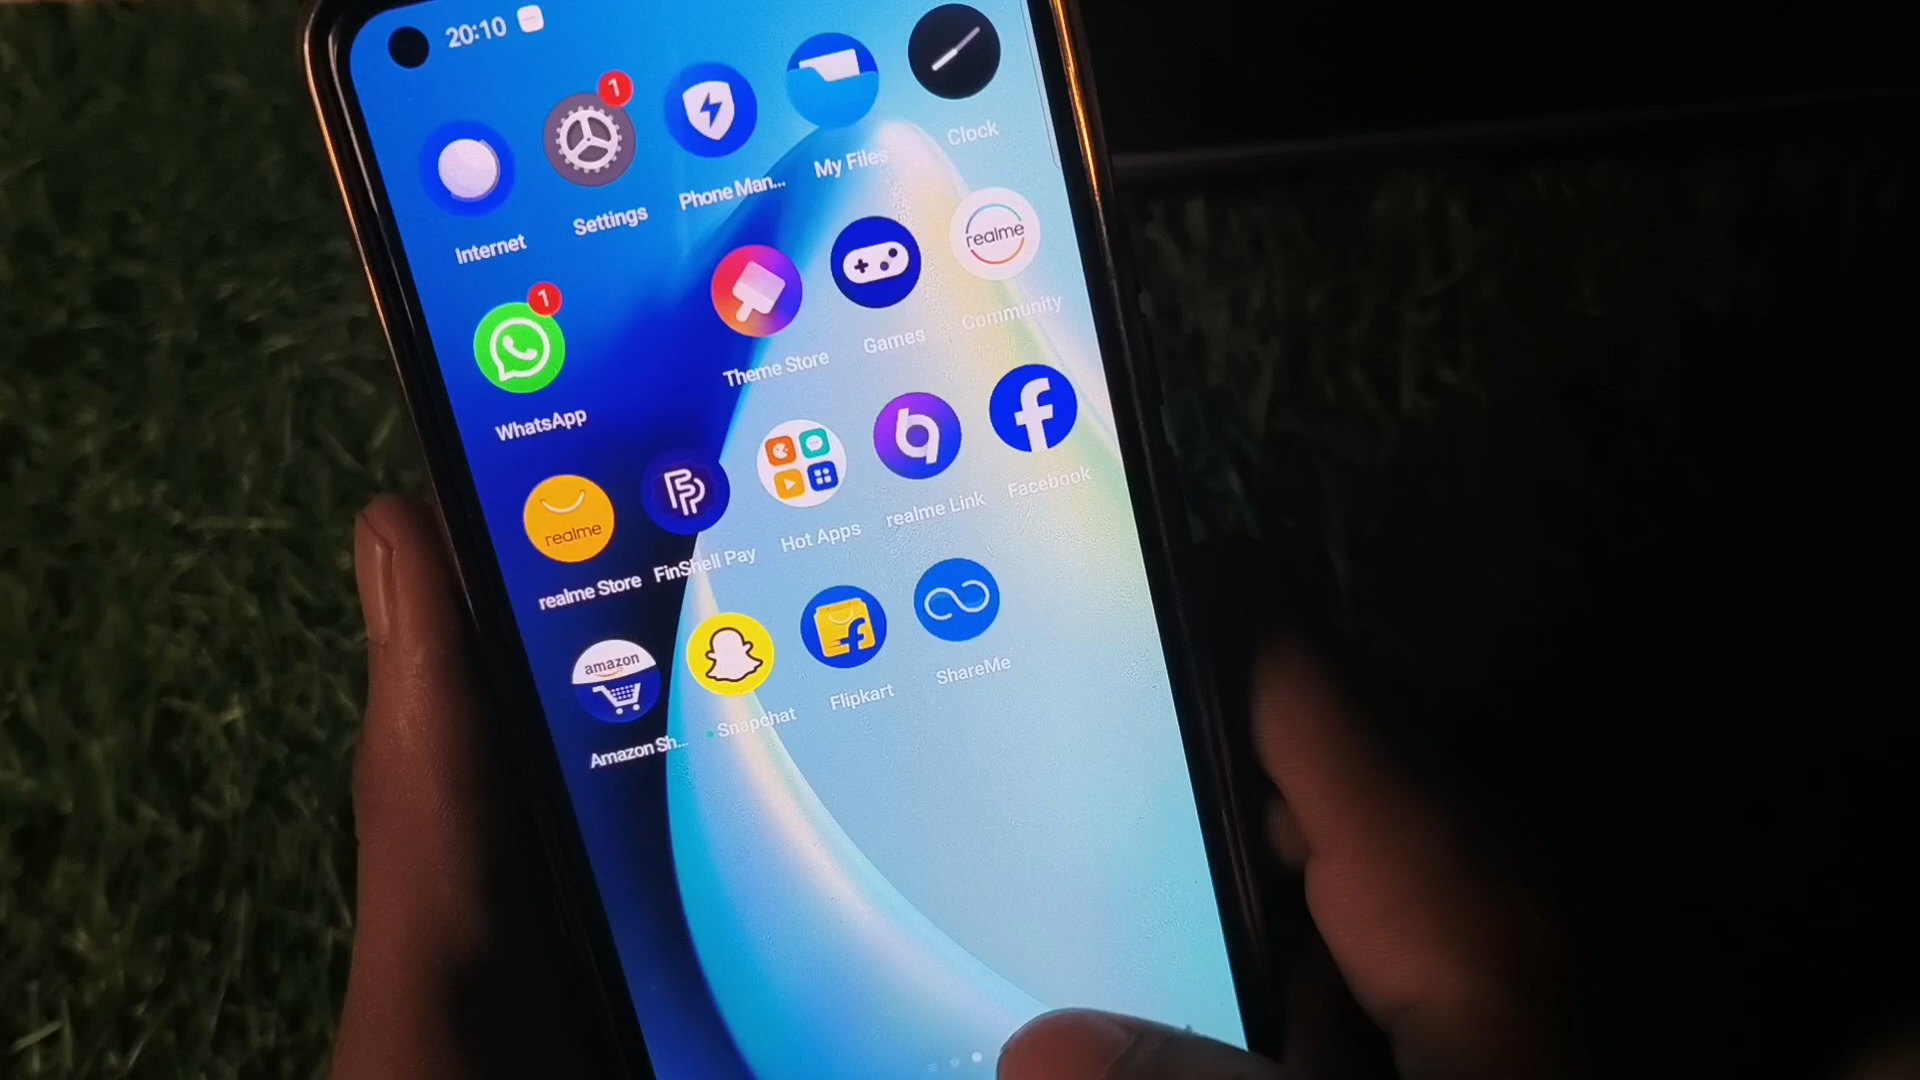 20:10
1
Internet
Settings
Phone Man...
My Files
Clock
1
WhatsApp
Theme Store
Games
realme
Community
realme
realme Store
FinShell Pay
Hot Apps
realme Link
Facebook
amazon
Amazon Sh...
Snapchat
Flipkart
ShareMe